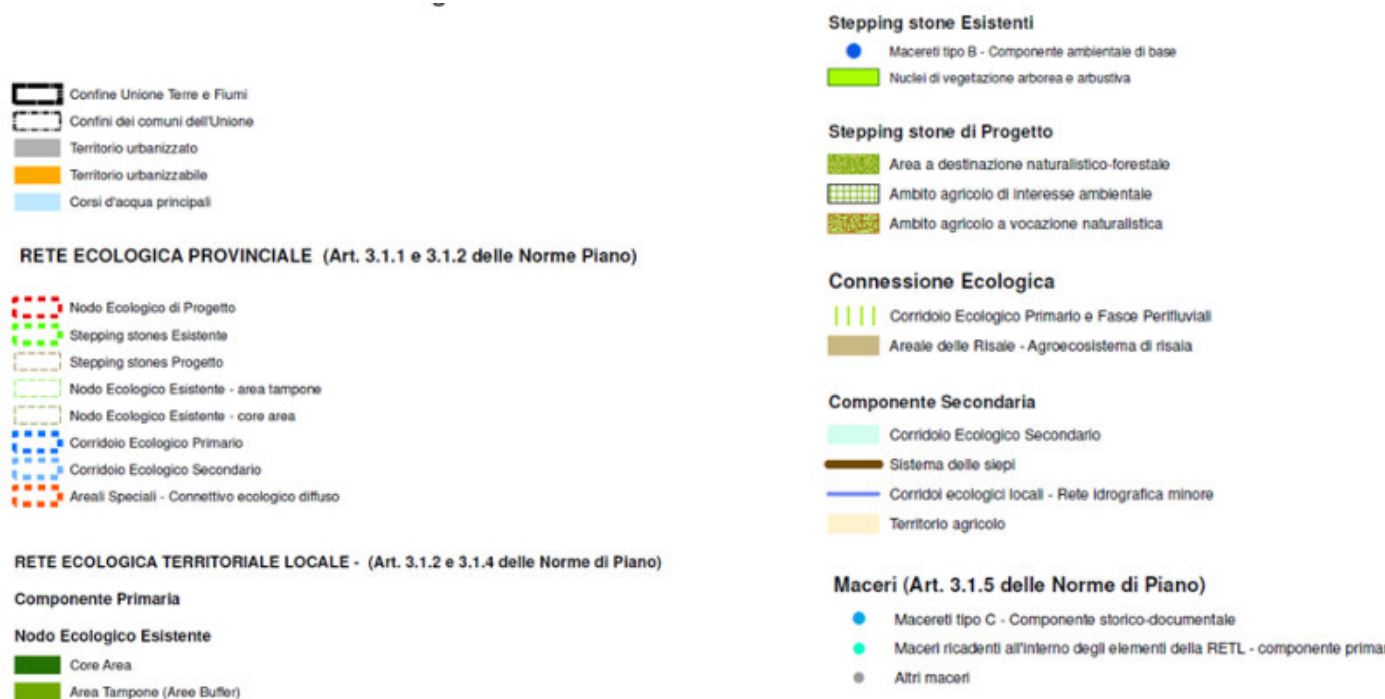 Confine Unione Terre e Fiumi
Confini dei comuni dell'Unione
Territorio urbanizzato
Territorio urbanizzabile
Corsi d'acqua principali
RETE ECOLOGICA PROVINCIALE (Art. 3.1.1 e 3.1.2 delle Norme Piano)
Nodo Ecologico di Progetto
Stepping stones Esistente
Stepping stones Progetto
Nodo Ecologico Esistente - area tampone
Nodo Ecologico Esistente - core area
Corridoio Ecologico Primario
Corridoio Ecologico Secondario
Areali Speciali - Connettivo ecologico diffuso
RETE ECOLOGICA TERRITORIALE LOCALE - (Art. 3.1.2 e 3.1.4 delle Norme di Piano)
Componente Primaria
Nodo Ecologico Esistente
Core Area
Area Tampone (Aree Buffer)
Stepping stone Esistenti
Macereti tipo B - Componente ambientale di base
Nuclei di vegetazione arborea e arbustiva
Stepping stone di Progetto
Area a destinazione naturalistico-forestale
Ambito agricolo di interesse ambientale
Ambito agricolo a vocazione naturalistica
Connessione Ecologica
Corridoio Ecologico Primario e Fasce Perifluviali
Areale delle Risaie - Agroecosistema di risaia
Componente Secondaria
Corridoio Ecologico Secondario
Sistema delle siepi
Corridoi ecologici locali - Rete idrografica minore
Territorio agricolo
Maceri (Art. 3.1.5 delle Norme di Piano)
Macereti tipo C - Componente storico-documentale
Maceri ricadenti all'interno degli elementi della RETL - componente primar
Altri maceri